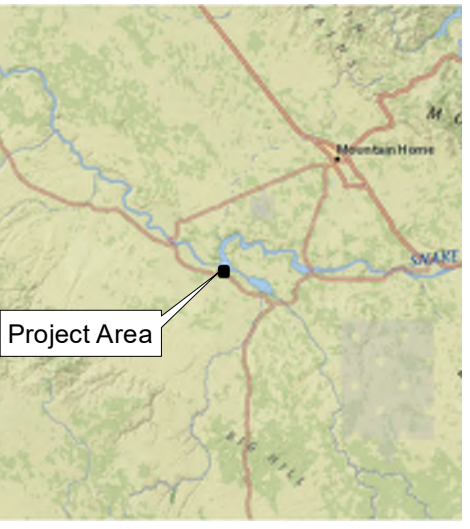 Mountain Home
M O
SNAKE
Project Area
BIG HILL